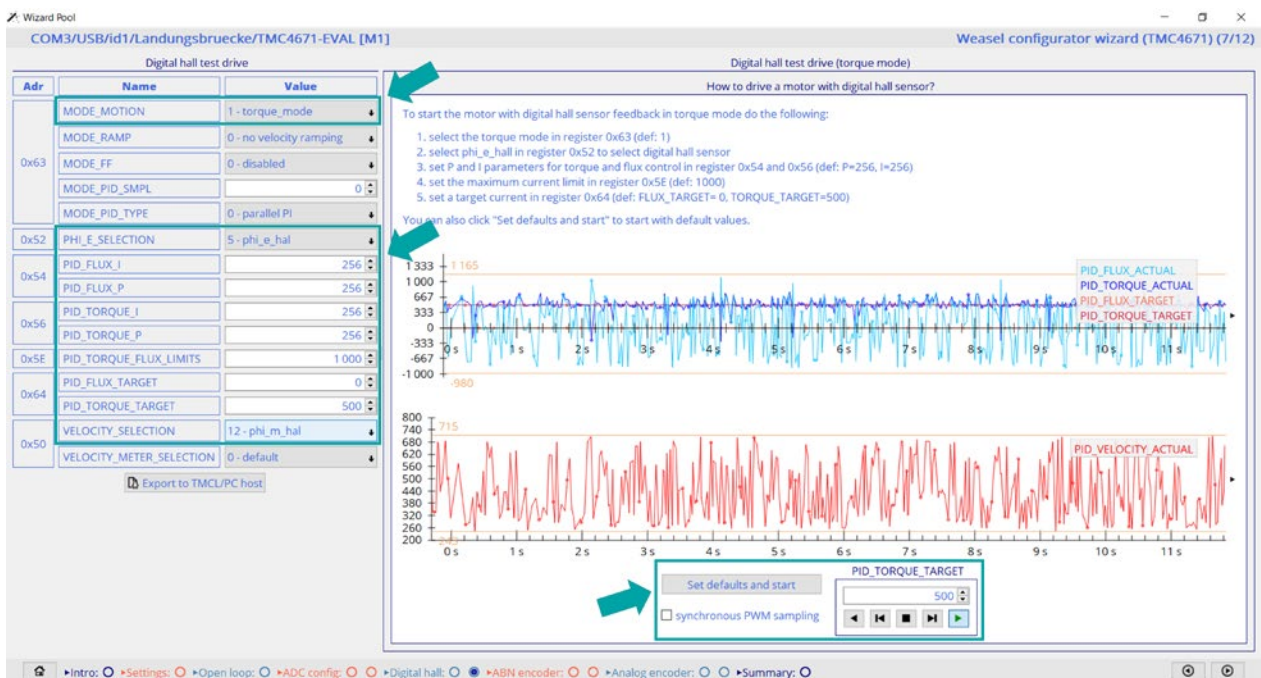 Wizard Pool
COM3/USB/id1/Landungsbruecke/TMC4671-EVAL [M1]
Weasel configurator wizard (TMC4671) (7/12)
Digital hall test drive
Adr Name Value
0x63
MODE_MOTION 1 - torque_mode
MODE_RAMP 0 - no velocity ramping
MODE_FF 0 - disabled
MODE_PID_SMPL 0
MODE_PID_TYPE 0 - parallel PI
0x52 PHI_E_SELECTION 5 - phi_e_hal
0x54
PID_FLUX_I 256
PID_FLUX_P 256
0x56
PID_TORQUE_I 256
PID_TORQUE_P 256
0x5E PID_TORQUE_FLUX_LIMITS 1 000
0x64
PID_FLUX_TARGET 0
PID_TORQUE_TARGET 500
0x50
VELOCITY_SELECTION 12 - phi_m_hal
VELOCITY_METER_SELECTION 0 - default
Export to TMCL/PC host
Digital hall test drive (torque mode)
How to drive a motor with digital hall sensor?
To start the motor with digital hall sensor feedback in torque mode do the following:
1. select the torque mode in register 0x63 (def: 1)
2. select phi_e_hall in register 0x52 to select digital hall sensor
3. set P and I parameters for torque and flux control in register 0x54 and 0x56 (def: P=256, I=256)
4. set the maximum current limit in register 0x5E (def: 1000)
5. set a target current in register 0x64 (def: FLUX_TARGET= 0, TORQUE_TARGET=500)
You can also click "Set defaults and start" to start with default values.
1 333 1 165
1 000
667
333
0
-333
-667
-1 000
-980
0 s 1 s 2 s 3 s 4 s 5 s 6 s 7 s 8 s 9 s 10 s 11 s
PID_FLUX_ACTUAL
PID_TORQUE_ACTUAL
PID_FLUX_TARGET
PID_TORQUE_TARGET
800
740 715
680
620
560
500
440
380
320
260
200 243
0 s 1 s 2 s 3 s 4 s 5 s 6 s 7 s 8 s 9 s 10 s 11 s
PID_VELOCITY_ACTUAL
Set defaults and start
synchronous PWM sampling
PID_TORQUE_TARGET
500
Intro: Settings: Open loop: ADC config: Digital hall: ABN encoder: Analog encoder: Summary: